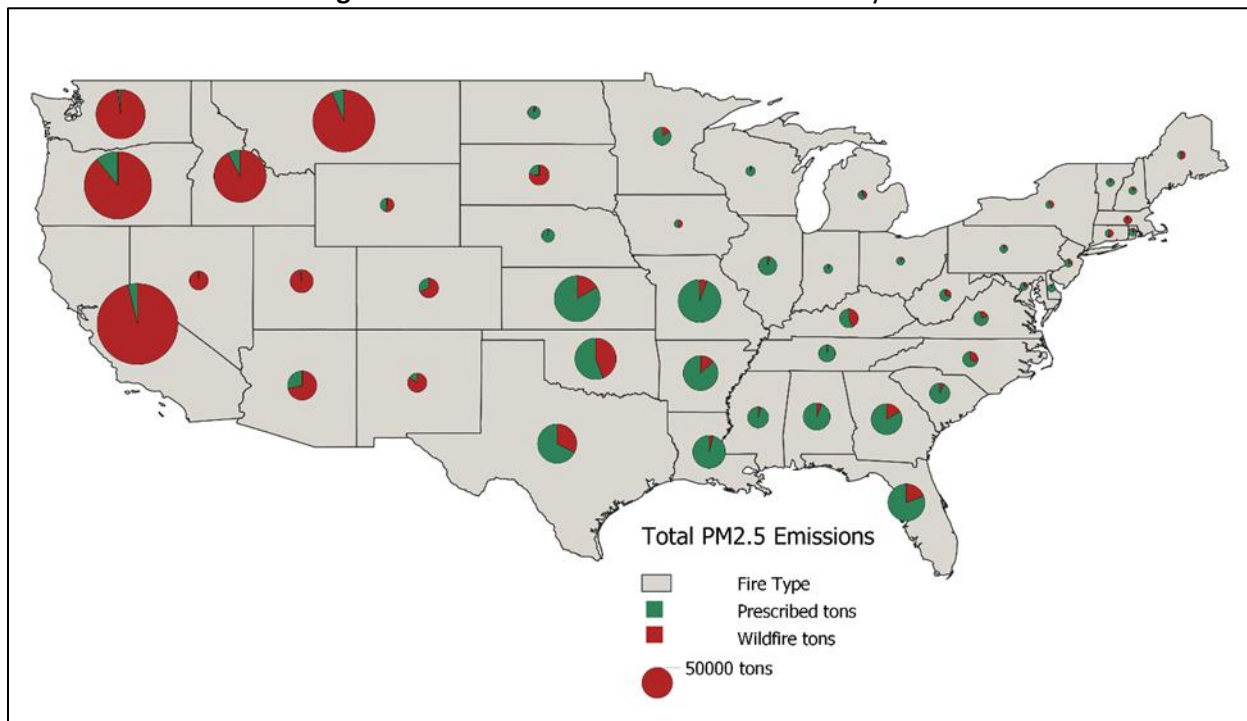 Total PM2.5 Emissions
Fire Type
Prescribed tons
Wildfire tons
50000 tons